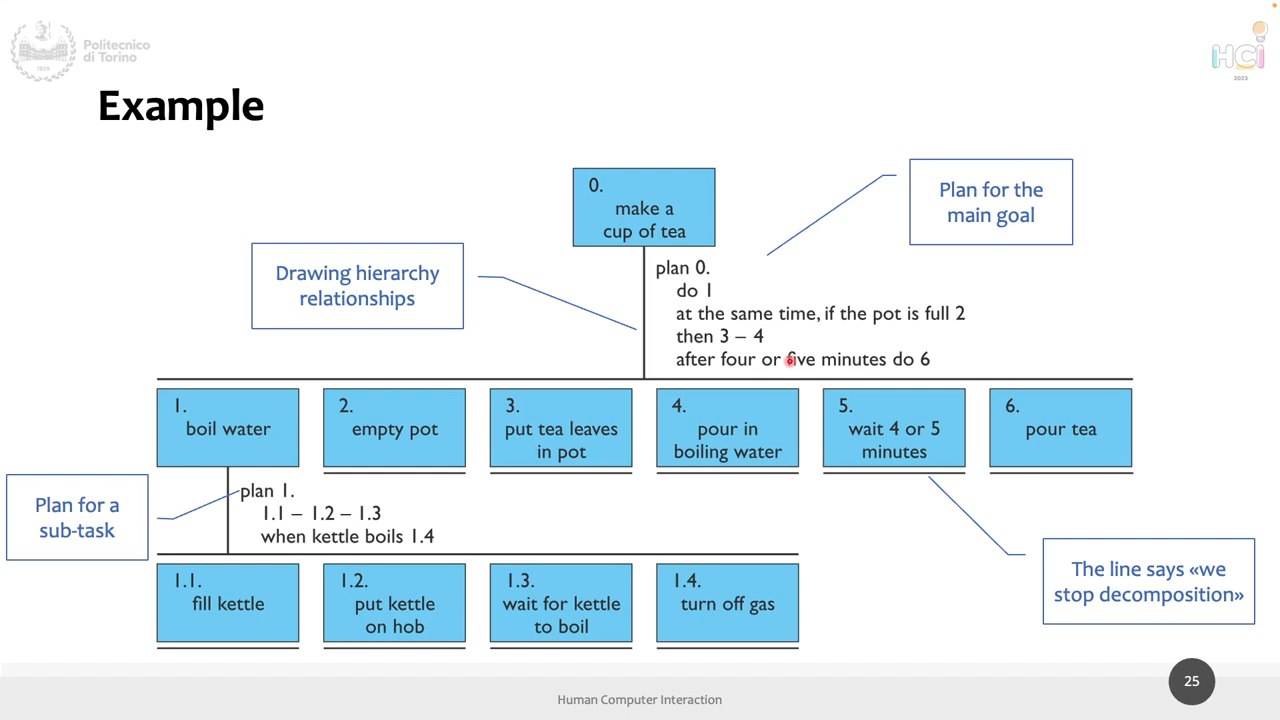 Politecnico
di Torino
1859
HCI
2023
Example
0.
make a
cup of tea
Plan for the
main goal
Drawing hierarchy
relationships
plan 0.
do 1
at the same time, if the pot is full 2
then 3 – 4
after four or five minutes do 6
1.
boil water
2.
empty pot
3.
put tea leaves
in pot
4.
pour in
boiling water
5.
wait 4 or 5
minutes
6.
pour tea
Plan for a
sub-task
plan 1.
1.1 – 1.2 – 1.3
when kettle boils 1.4
The line says «we
stop decomposition»
1.1.
fill kettle
1.2.
put kettle
on hob
1.3.
wait for kettle
to boil
1.4.
turn off gas
25
Human Computer Interaction